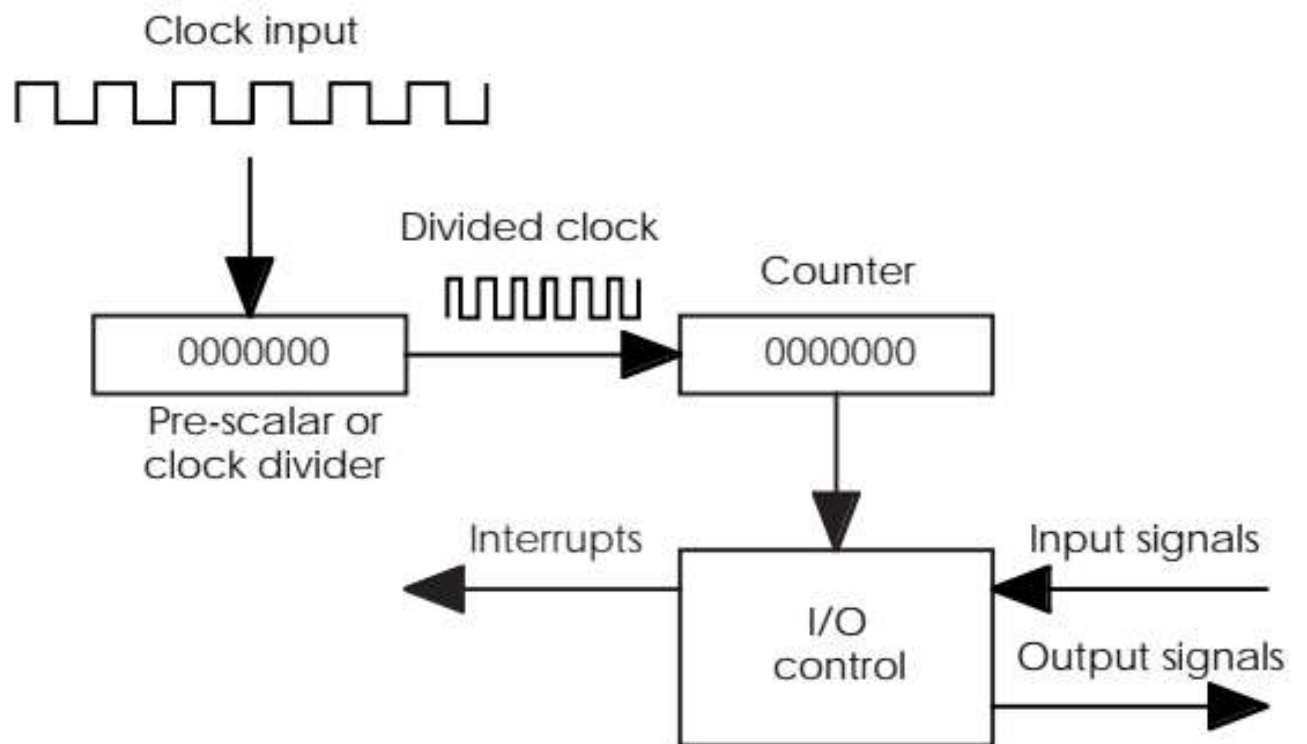 Clock input
Divided clock
Counter
0000000
0000000
Pre-scalar or
clock divider
Interrupts
Input signals
I/O
control
Output signals